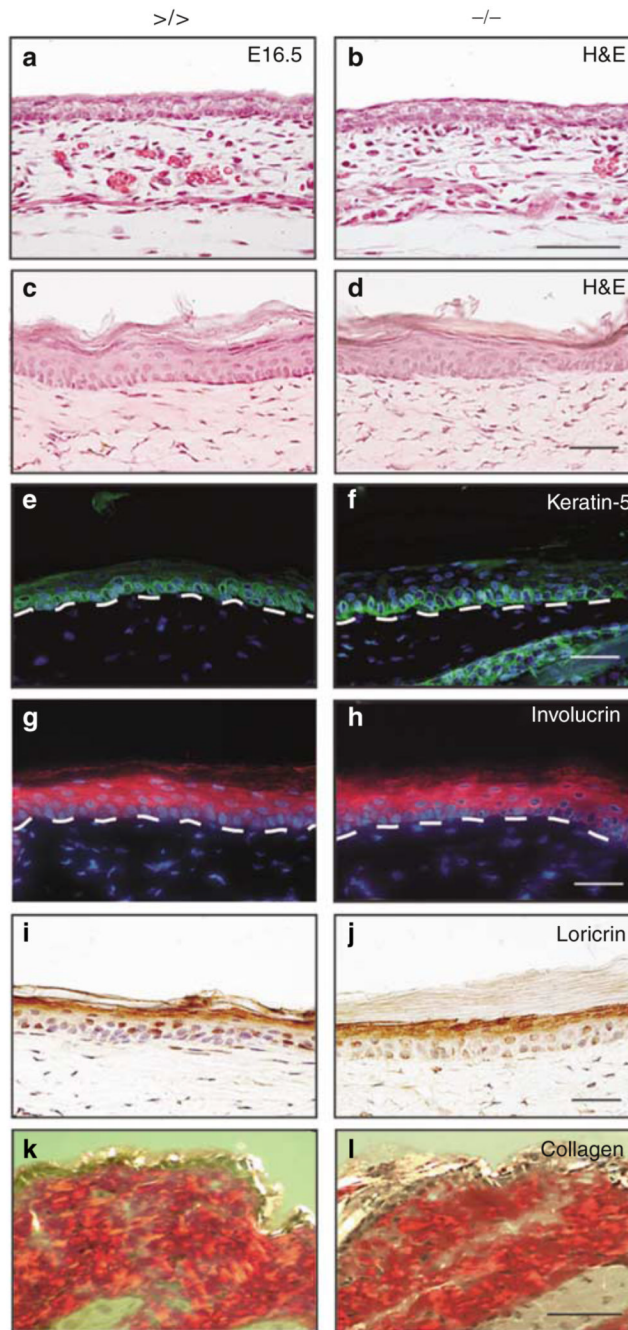 >/> −/−
a E16.5 b H&E
c d H&E
e f Keratin-5
g h Involucrin
i j Loricrin
k l Collagen